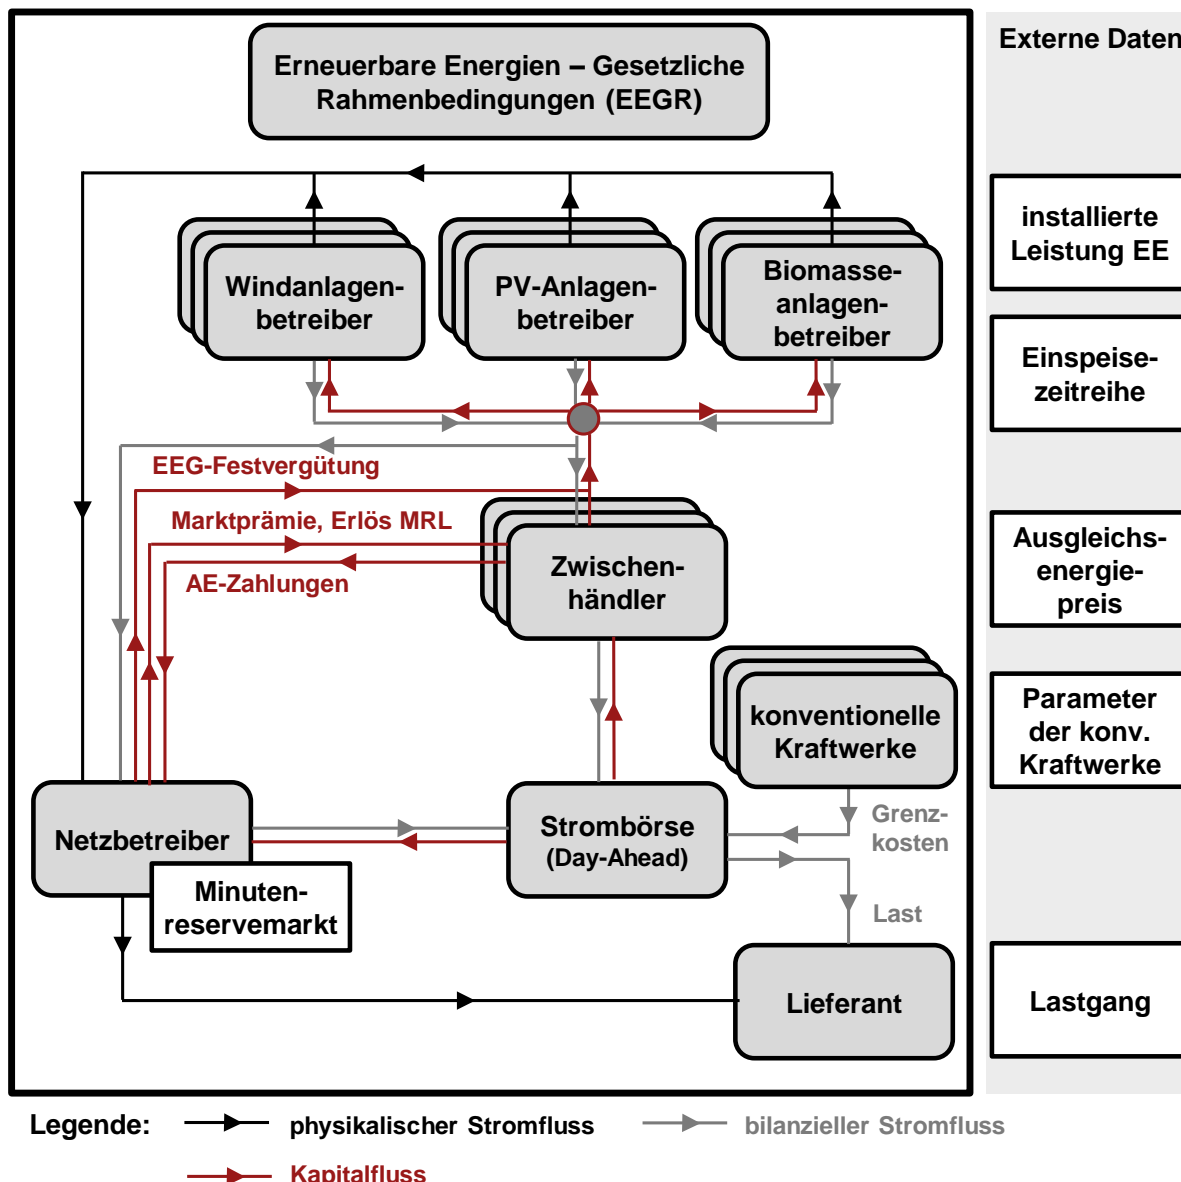 Erneuerbare Energien – Gesetzliche
Rahmenbedingungen (EEGR)
Externe Daten
installierte
Leistung EE
Windanlagen-
betreiber
PV-Anlagen-
betreiber
Biomasse-
anlagen-
betreiber
Einspeise-
zeitreihe
EEG-Festvergütung
Marktprämie, Erlös MRL
AE-Zahlungen
Zwischen-
händler
Ausgleichs-
energie-
preis
konventionelle
Kraftwerke
Parameter
der konv.
Kraftwerke
Netzbetreiber
Minuten-
reservemarkt
Strombörse
(Day-Ahead)
Grenz-
kosten
Last
Lieferant
Lastgang
Legende:
physikalischer Stromfluss
bilanzieller Stromfluss
Kapitalfluss